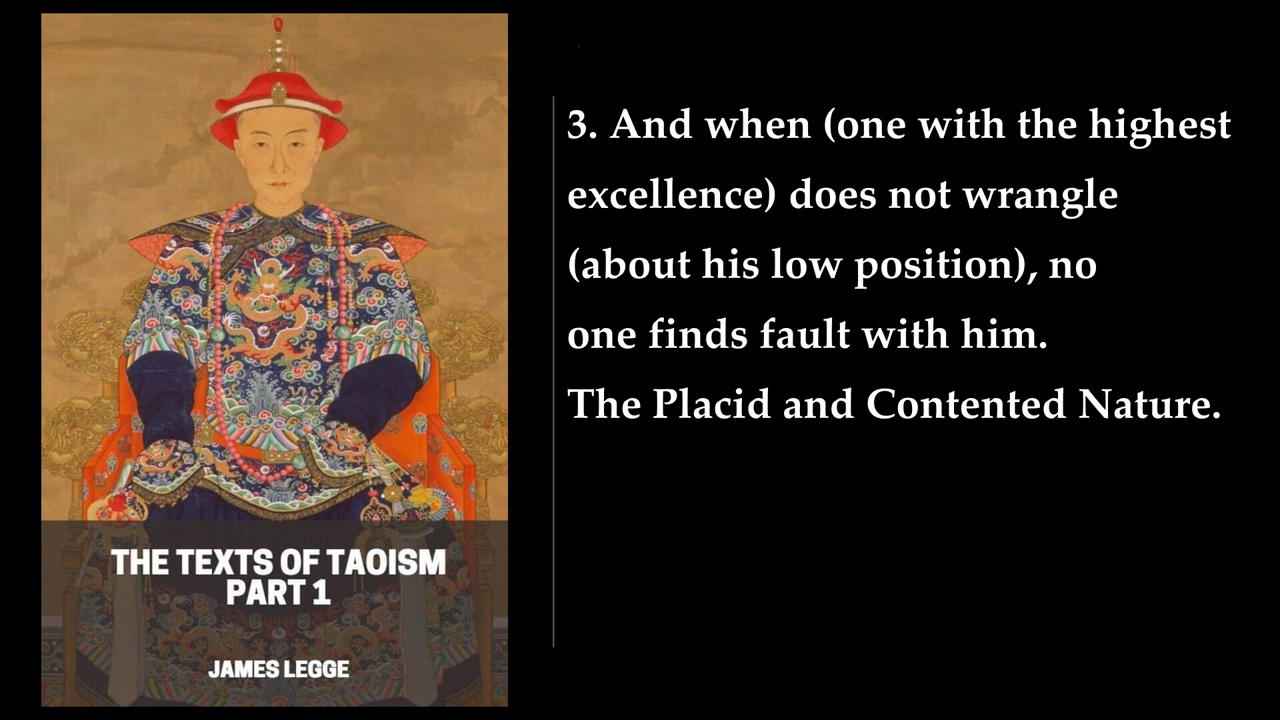 THE TEXTS OF TAOISM
PART 1
JAMES LEGGE
3. And when (one with the highest
excellence) does not wrangle
(about his low position), no
one finds fault with him.
The Placid and Contented Nature.